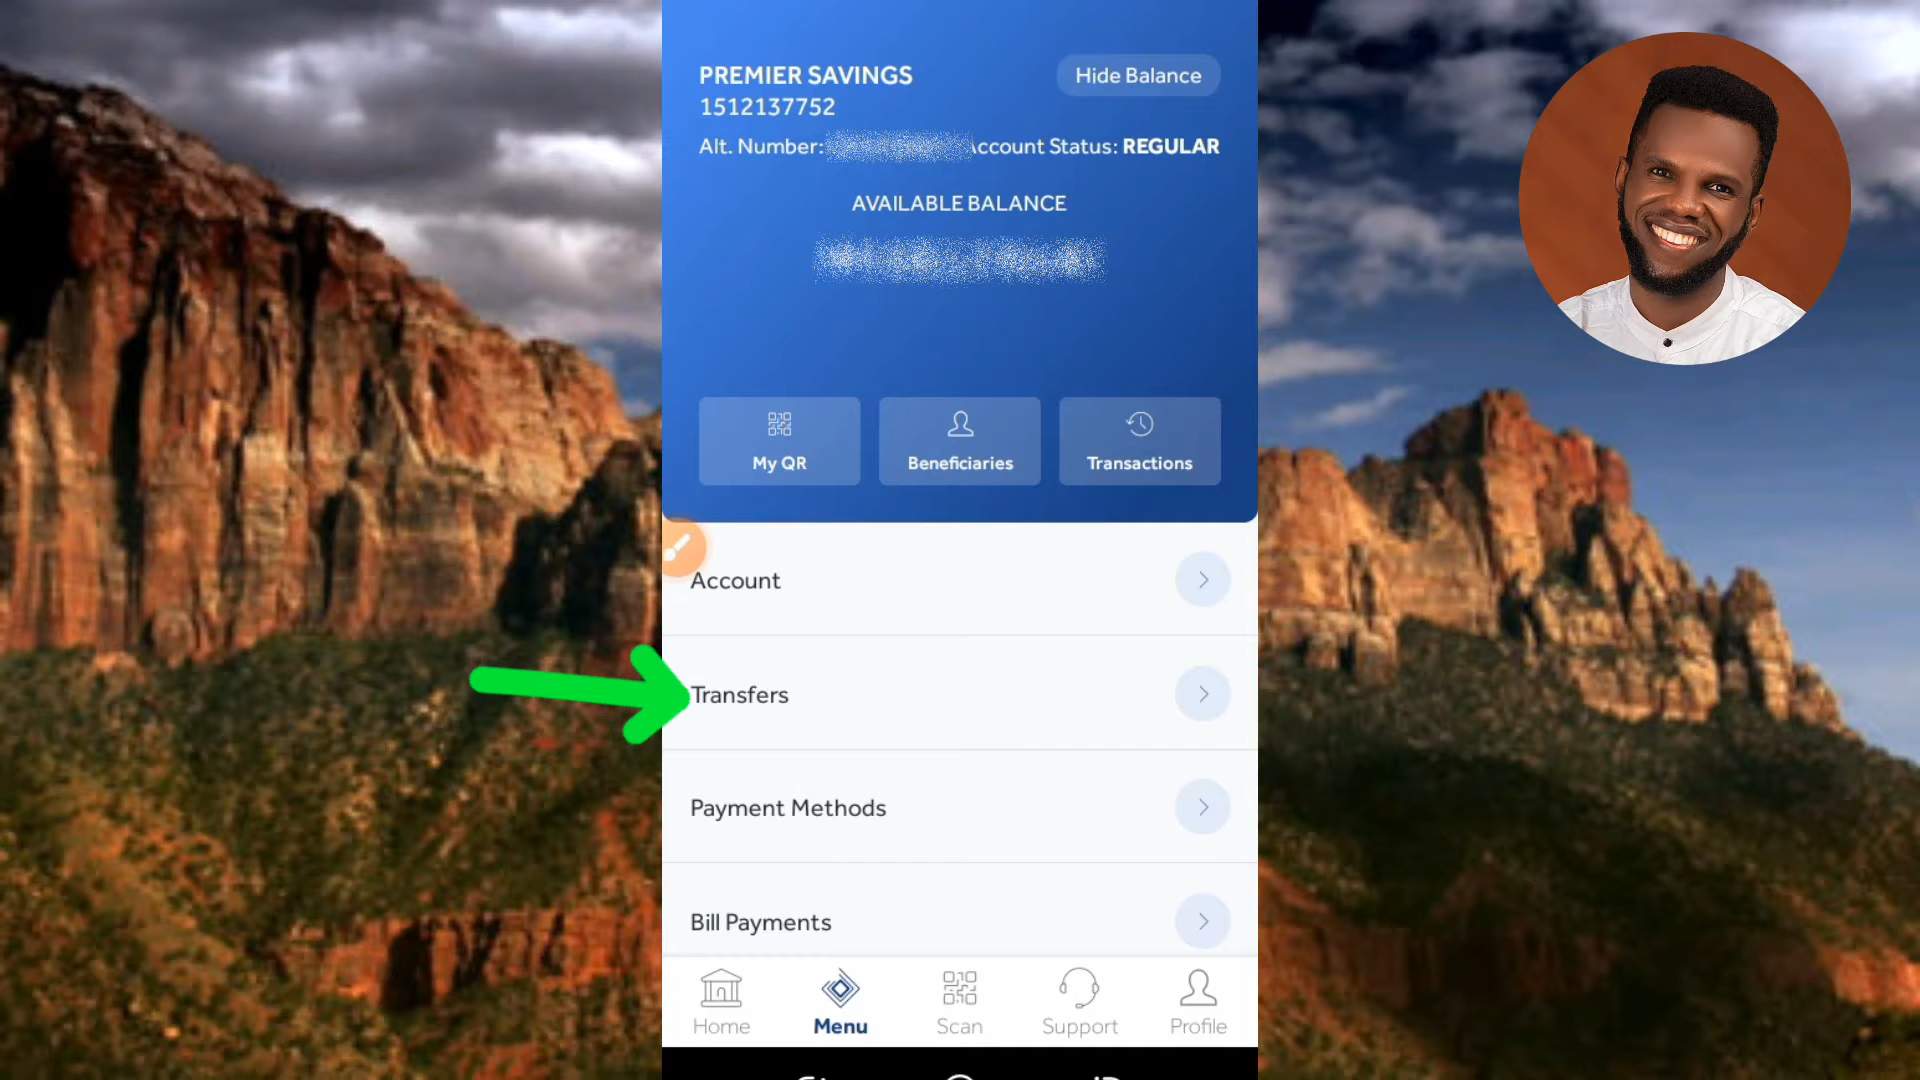 PREMIER SAVINGS
Hide Balance
1512137752
Alt. Number:
Account Status: REGULAR
AVAILABLE BALANCE
My QR
Beneficiaries
Transactions
Account
Transfers
Payment Methods
Bill Payments
Home
Menu
Scan
Support
Profile